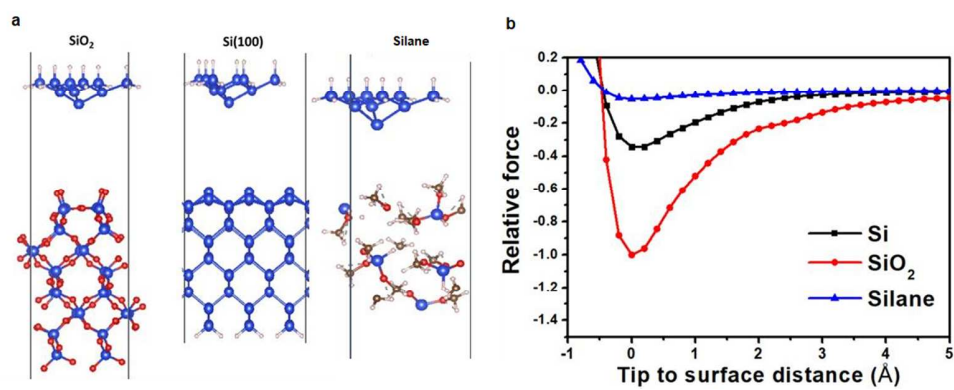 a
SiO₂ Si(100) Silane
b
Relative force
0.2
0.0
-0.2
-0.4
-0.6
-0.8
-1.0
-1.2
-1.4
Si
SiO₂
Silane
-1 0 1 2 3 4 5
Tip to surface distance (Å)